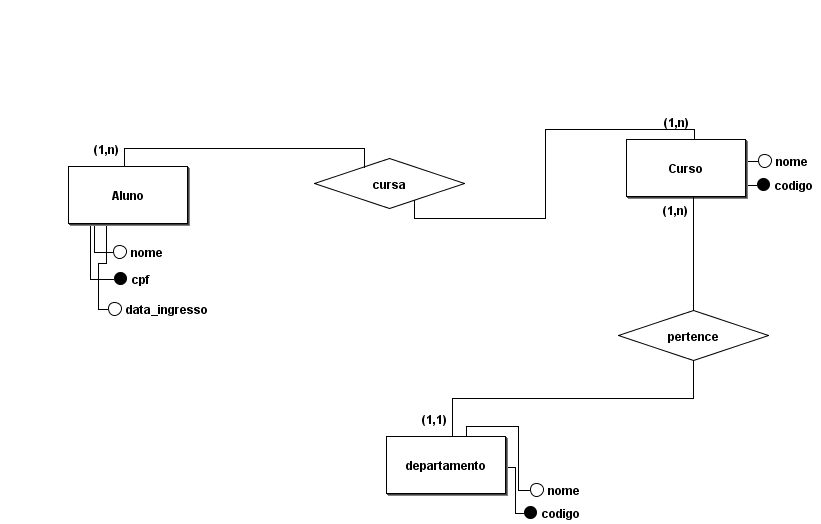 (1,n)
(1,n)
Aluno
cursa
Curso
nome
codigo
(1,n)
nome
cpf
data_ingresso
pertence
(1,1)
departamento
nome
codigo